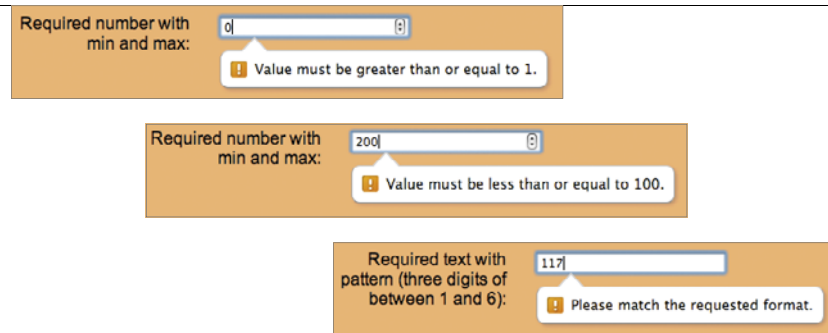 Required number with
min and max:
0
Value must be greater than or equal to 1.
Required number with
min and max:
200
Value must be less than or equal to 100.
Required text with
pattern (three digits of
between 1 and 6):
117
Please match the requested format.